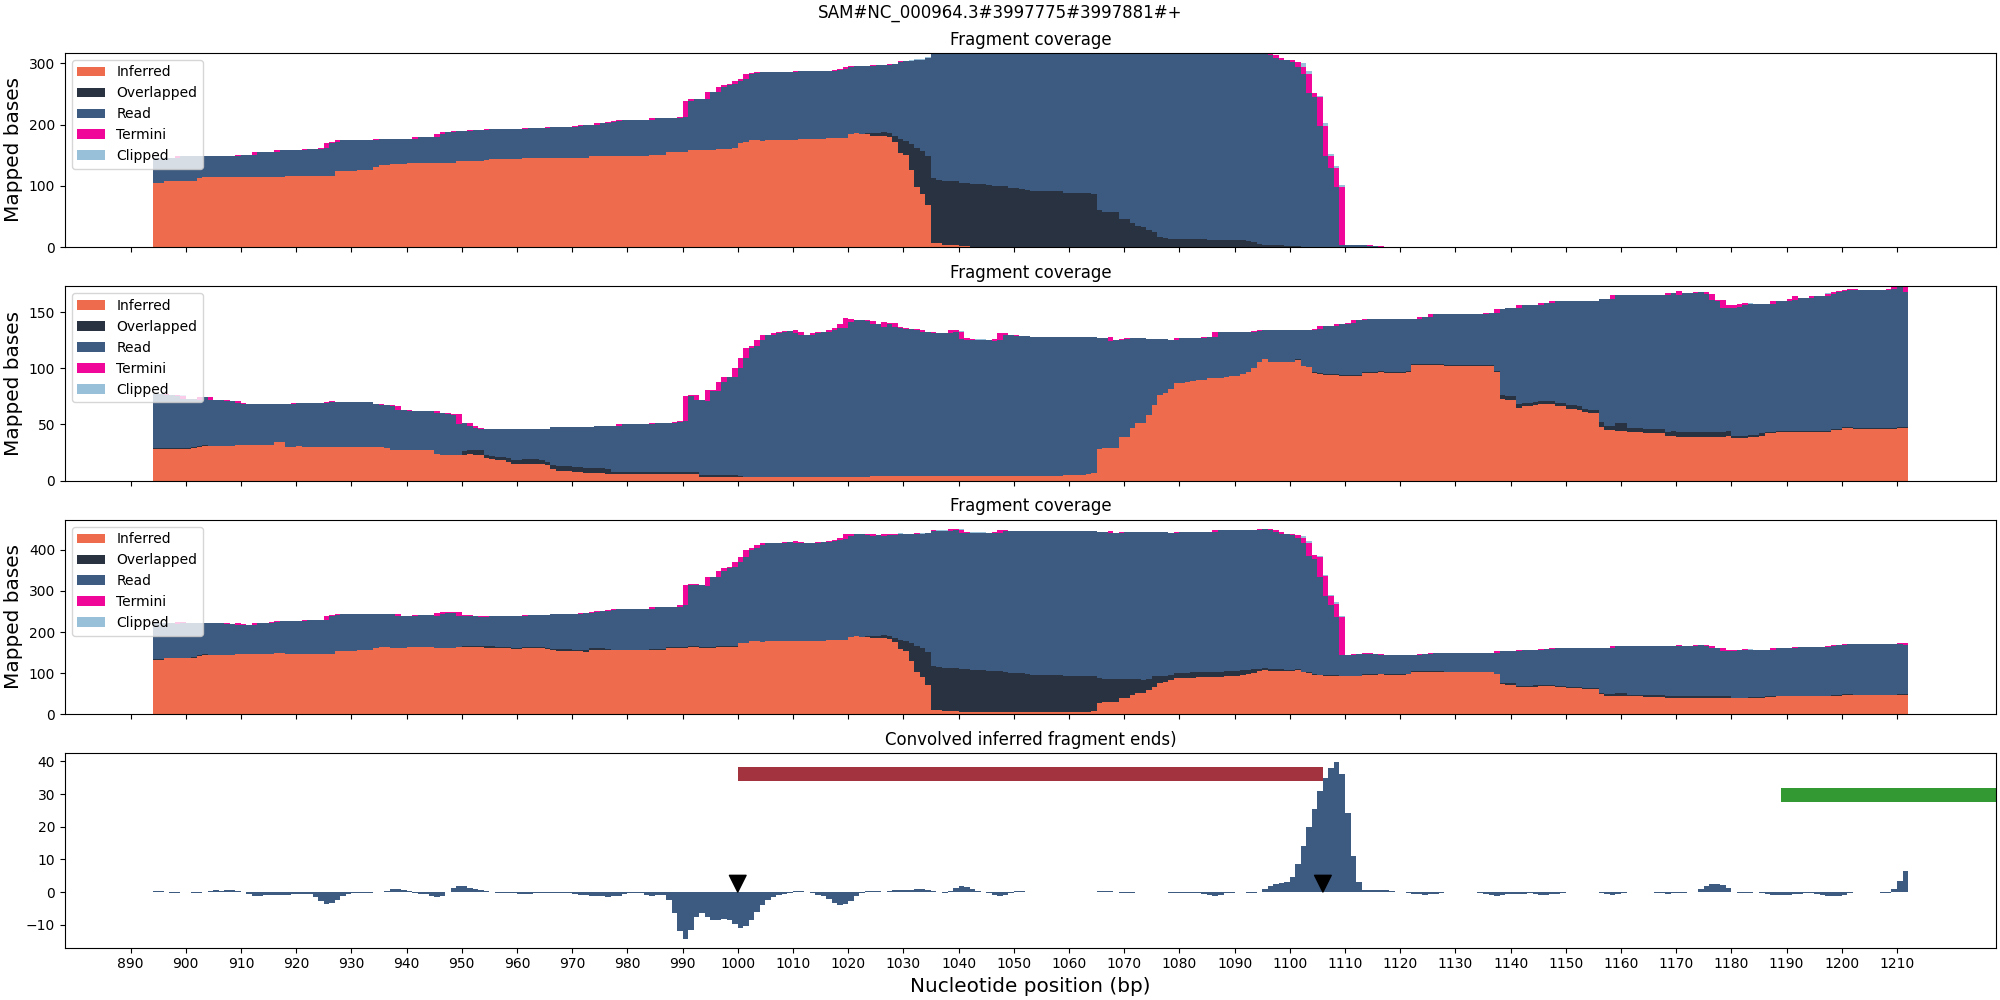 SAM#NC_000964.3#3997775#3997881#+
Fragment coverage
Mapped bases
300
200
100
0
Inferred
Overlapped
Read
Termini
Clipped
Fragment coverage
Mapped bases
150
100
50
0
Inferred
Overlapped
Read
Termini
Clipped
Fragment coverage
Mapped bases
400
300
200
100
0
Inferred
Overlapped
Read
Termini
Clipped
Convolved inferred fragment ends)
40
30
20
10
0
−10
890 900 910 920 930 940 950 960 970 980 990 1000 1010 1020 1030 1040 1050 1060 1070 1080 1090 1100 1110 1120 1130 1140 1150 1160 1170 1180 1190 1200 1210
Nucleotide position (bp)